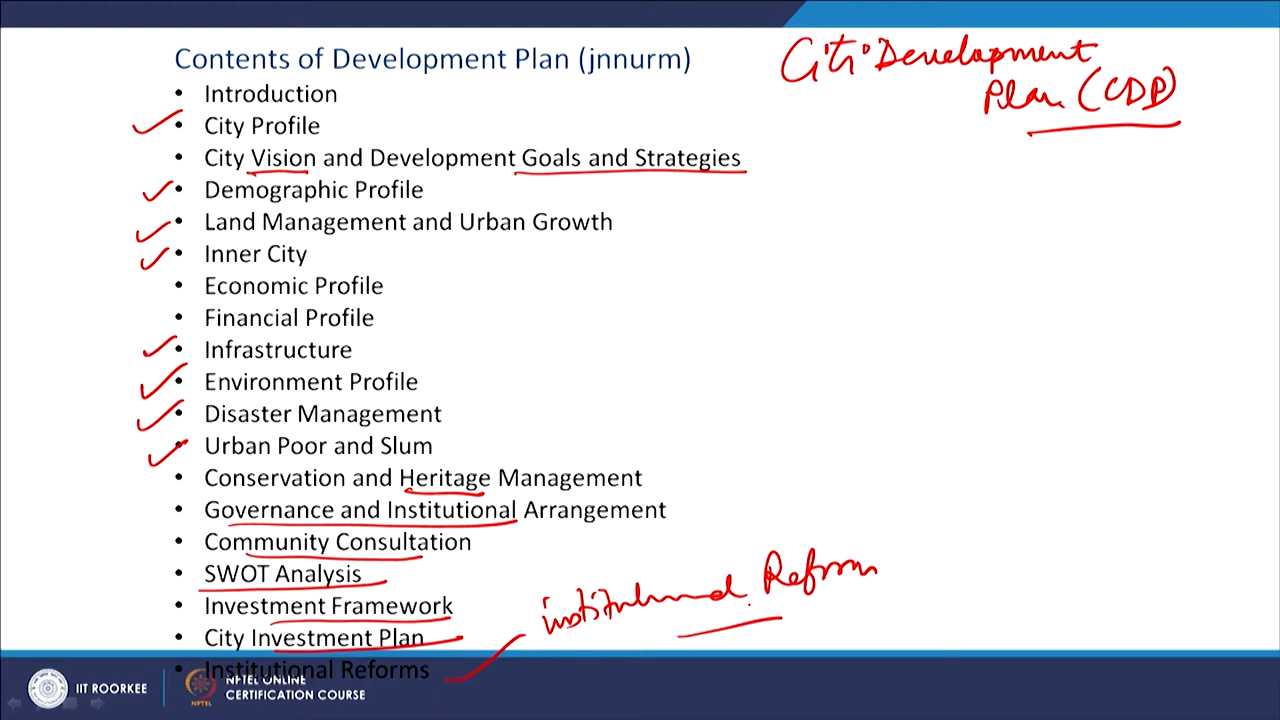 Contents of Development Plan (jnnurm)
Citi Development
Plan (CDP)
• Introduction
• City Profile
• City Vision and Development Goals and Strategies
• Demographic Profile
• Land Management and Urban Growth
• Inner City
• Economic Profile
• Financial Profile
• Infrastructure
• Environment Profile
• Disaster Management
• Urban Poor and Slum
• Conservation and Heritage Management
• Governance and Institutional Arrangement
• Community Consultation
• SWOT Analysis
• Investment Framework
• City Investment Plan
institutional Reform
• Institutional Reforms
IIT ROORKEE
NPTEL
NPTEL ONLINE
CERTIFICATION COURSE